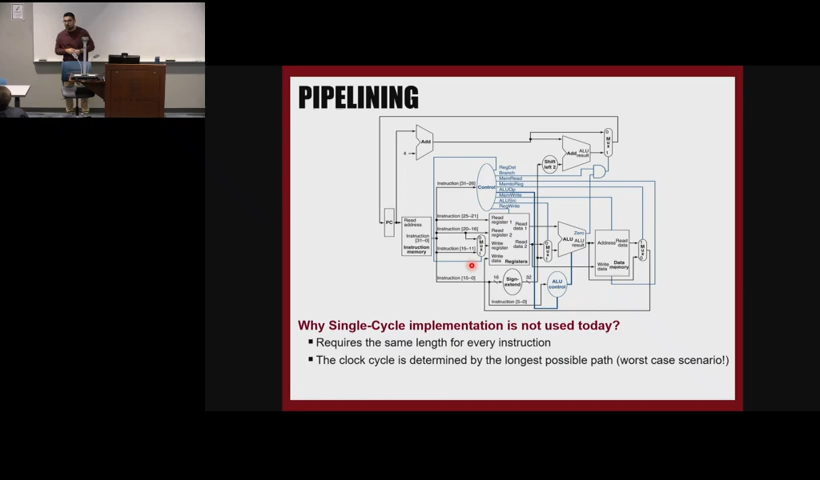 PIPELINING
Add
4
Shift left 2
Add ALU result
0 Mux 1
RegDst
Branch
MemRead
MemtoReg
ALUOp
MemWrite
ALUSrc
RegWrite
Control
Instruction [31–26]
Instruction [25–21]
Instruction [20–16]
Instruction [15–11]
Instruction [15–0]
Instruction [5–0]
PC
Read address
Instruction [31–0]
Instruction memory
Read register 1
Read register 2
Write register
Write data
Read data 1
Read data 2
Registers
Zero
ALU ALU result
Address
Read data
Write data
Data memory
16
Sign-extend
32
ALU control
Why Single-Cycle implementation is not used today?
▪ Requires the same length for every instruction
▪ The clock cycle is determined by the longest possible path (worst case scenario!)